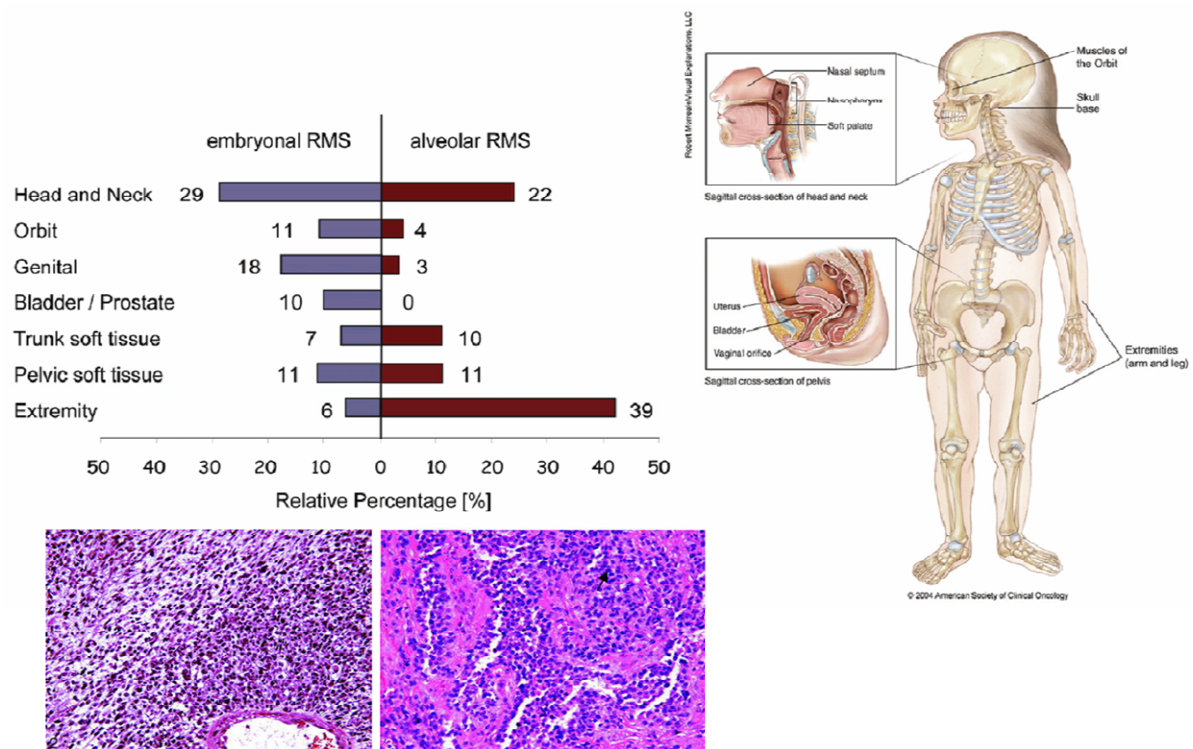 embryonal RMS alveolar RMS
Head and Neck 29 22
Orbit 11 4
Genital 18 3
Bladder / Prostate 10 0
Trunk soft tissue 7 10
Pelvic soft tissue 11 11
Extremity 6 39
50 40 30 20 10 0 10 20 30 40 50
Relative Percentage [%]
Visual Explanations, LLC
Nasal septum
Nasopharynx
Soft palate
Sagittal cross-section of head and neck
Muscles of
the Orbit
Skull
base
Uterus
Bladder
Vaginal orifice
Sagittal cross-section of pelvis
Extremities
(arm and leg)
© 2004 American Society of Clinical Oncology